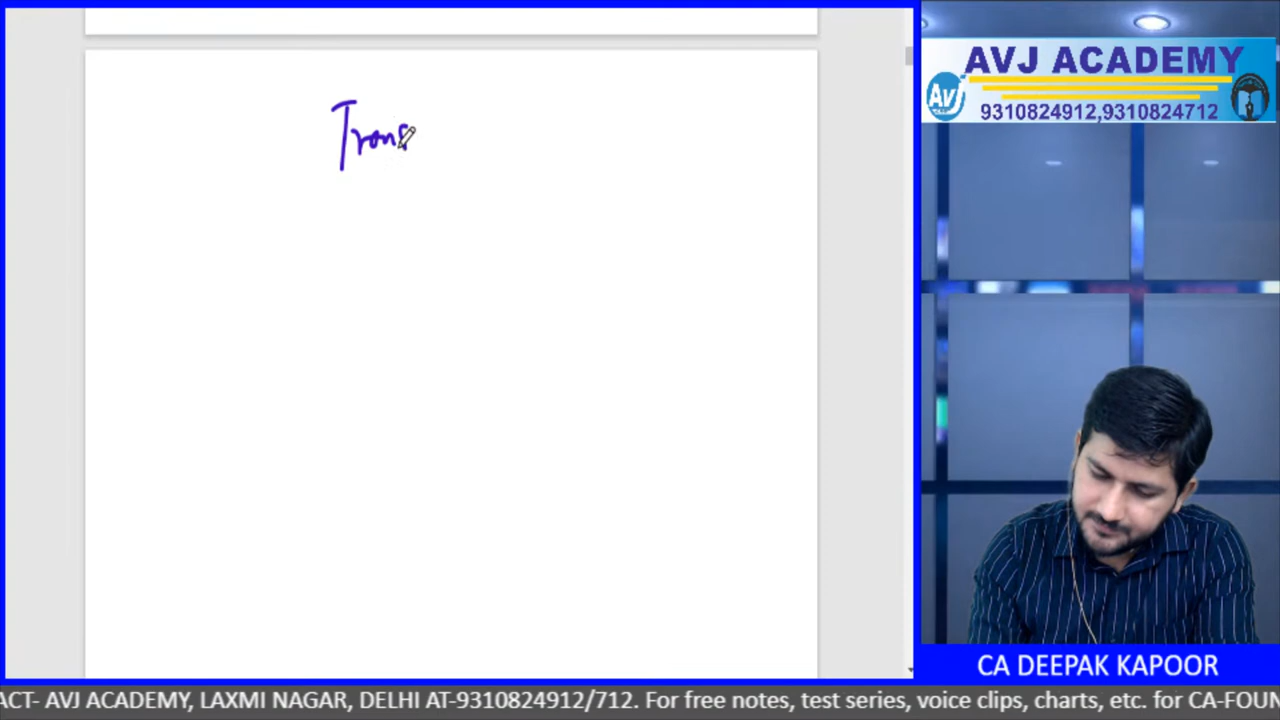 Trans
AVJ ACADEMY
AVJ
9310824912,9310824712
CA DEEPAK KAPOOR
ACT- AVJ ACADEMY, LAXMI NAGAR, DELHI AT-9310824912/712. For free notes, test series, voice clips, charts, etc. for CA-FOUN